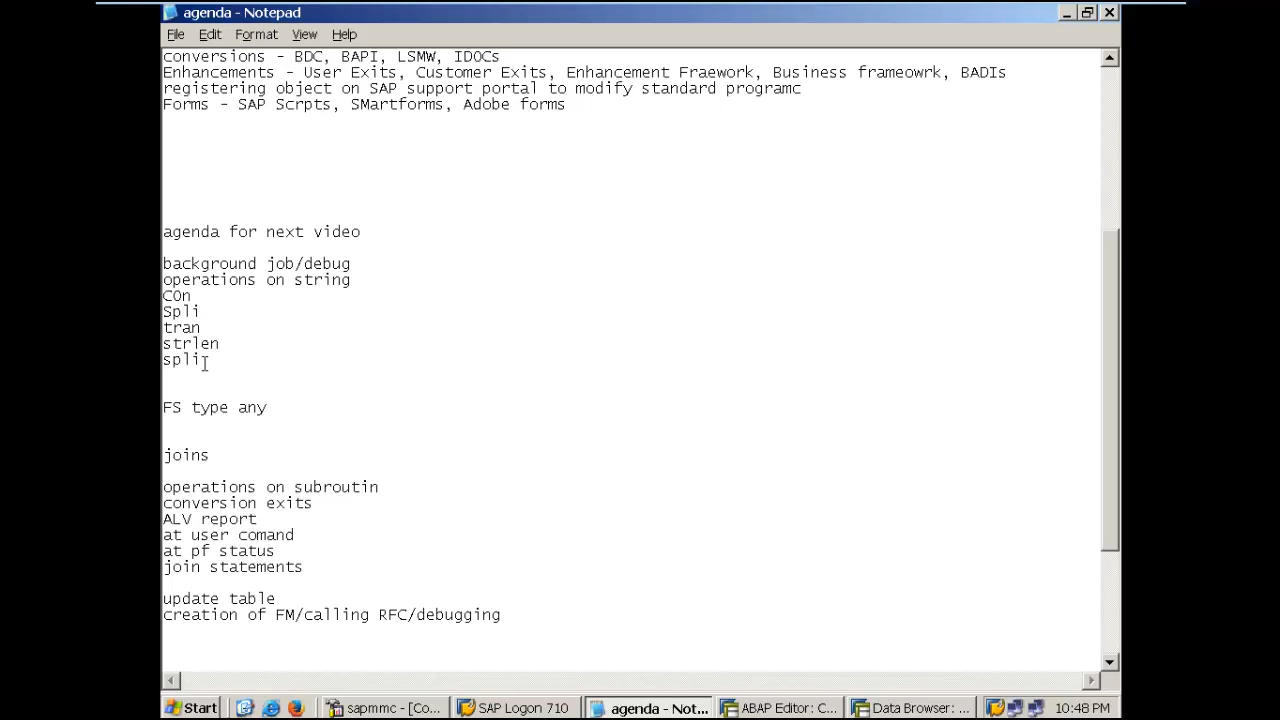 agenda - Notepad
File Edit Format View Help
conversions - BDC, BAPI, LSMW, IDOCs
Enhancements - User Exits, Customer Exits, Enhancement Fraework, Business frameowrk, BADIs
registering object on SAP support portal to modify standard programc
Forms - SAP Scrpts, SMartforms, Adobe forms
agenda for next video
background job/debug
operations on string
COn
Spli
tran
strlen
spli
FS type any
joins
operations on subroutin
conversion exits
ALV report
at user comand
at pf status
join statements
update table
creation of FM/calling RFC/debugging
Start sapmmc - [Co... SAP Logon 710 agenda - Not... ABAP Editor: C... Data Browser: ... 10:48 PM